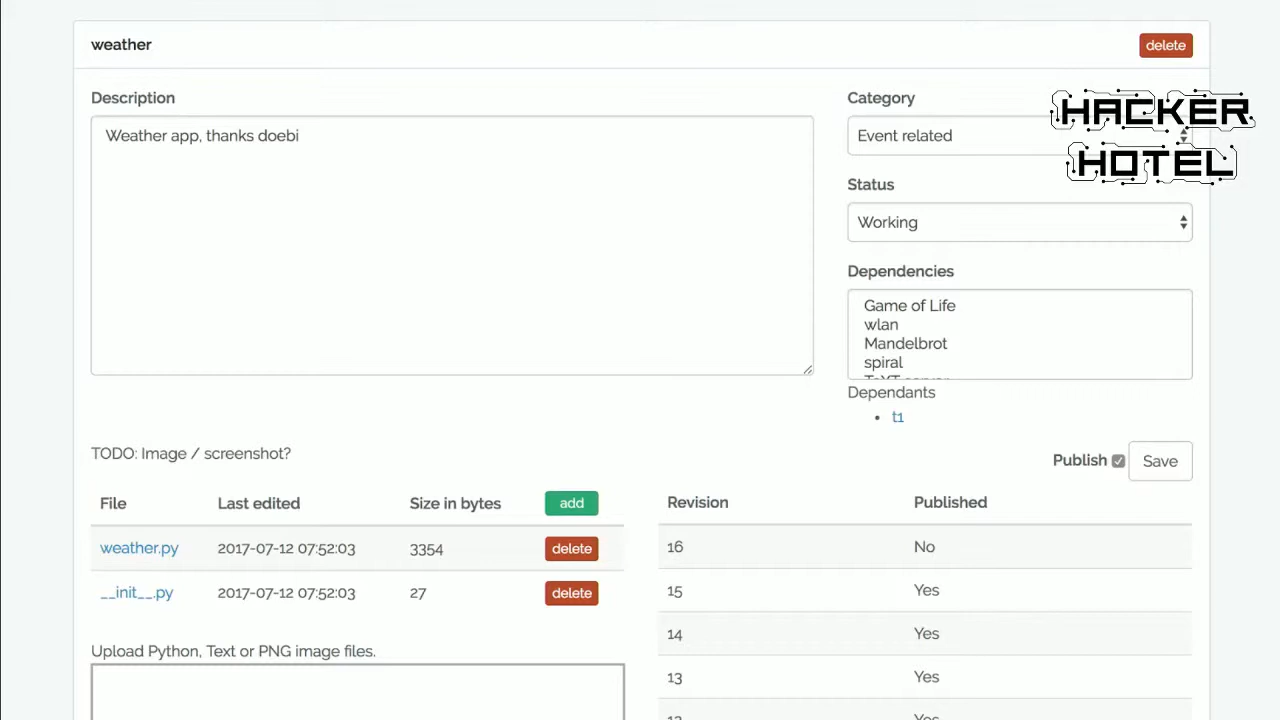 weather
delete
Description
Weather app, thanks doebi
Category
Event related
HACKER
HOTEL
Status
Working
Dependencies
Game of Life
wlan
Mandelbrot
spiral
Dependants
t1
TODO: Image / screenshot?
Publish
Save
File Last edited Size in bytes add
weather.py 2017-07-12 07:52:03 3354 delete
__init__.py 2017-07-12 07:52:03 27 delete
Upload Python, Text or PNG image files.
Revision Published
16 No
15 Yes
14 Yes
13 Yes